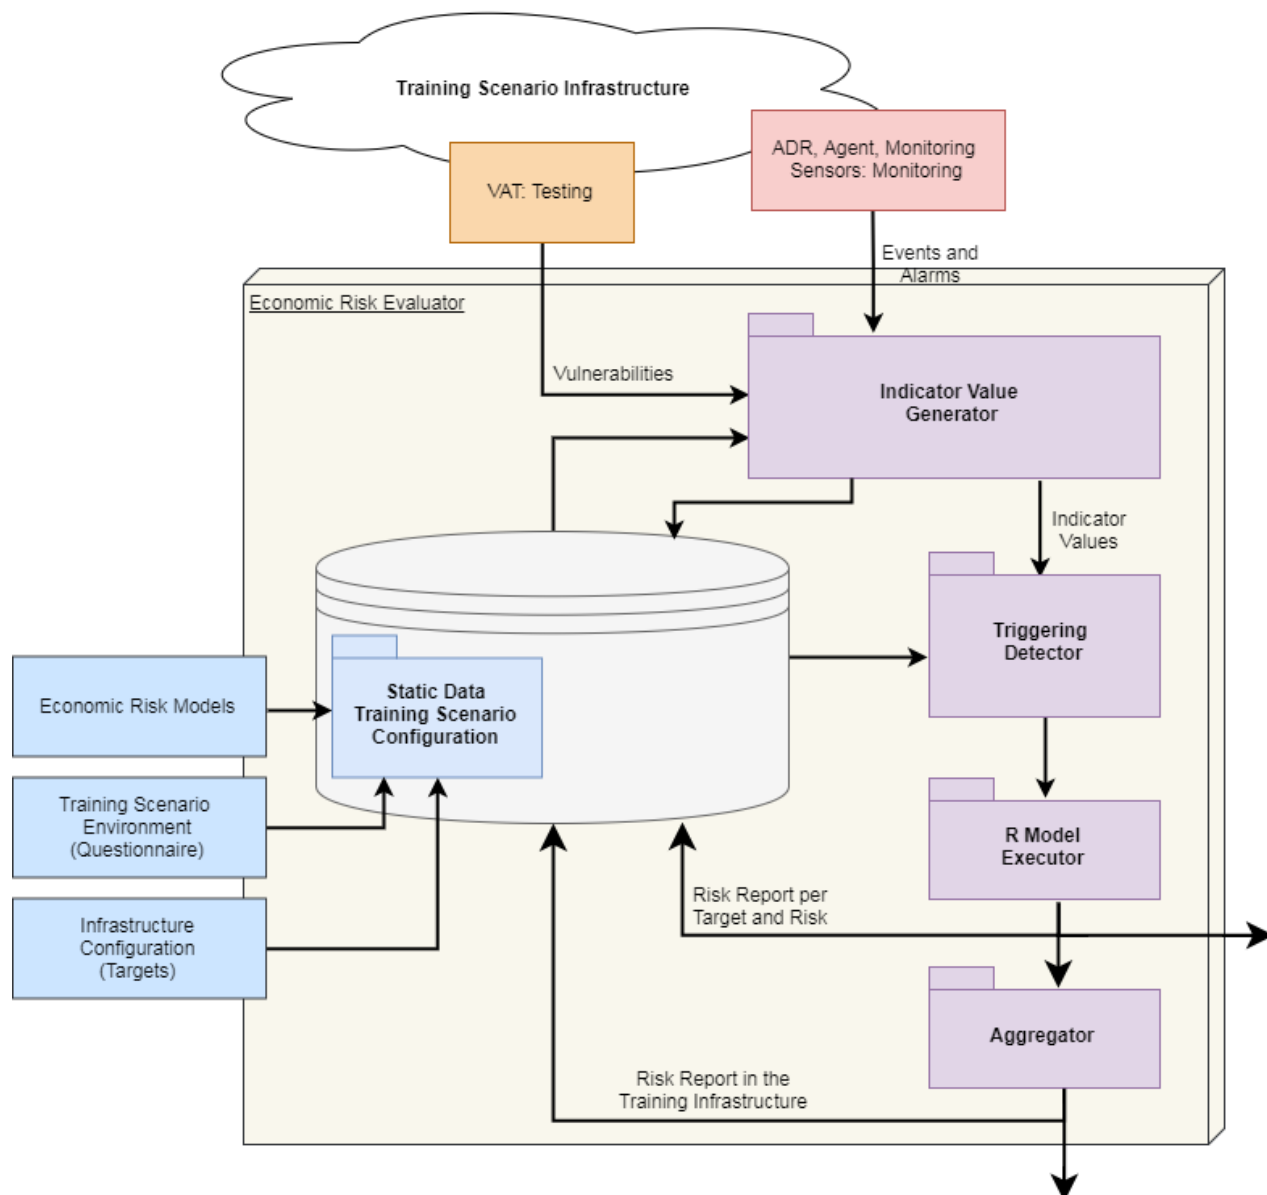 Training Scenario Infrastructure
ADR, Agent, Monitoring
Sensors: Monitoring
VAT: Testing
Events and
Alarms
Economic Risk Evaluator
Vulnerabilities
Indicator Value
Generator
Indicator
Values
Triggering
Detector
Static Data
Training Scenario
Configuration
Economic Risk Models
Training Scenario
Environment
(Questionnaire)
R Model
Executor
Risk Report per
Target and Risk
Infrastructure
Configuration
(Targets)
Aggregator
Risk Report in the
Training Infrastructure